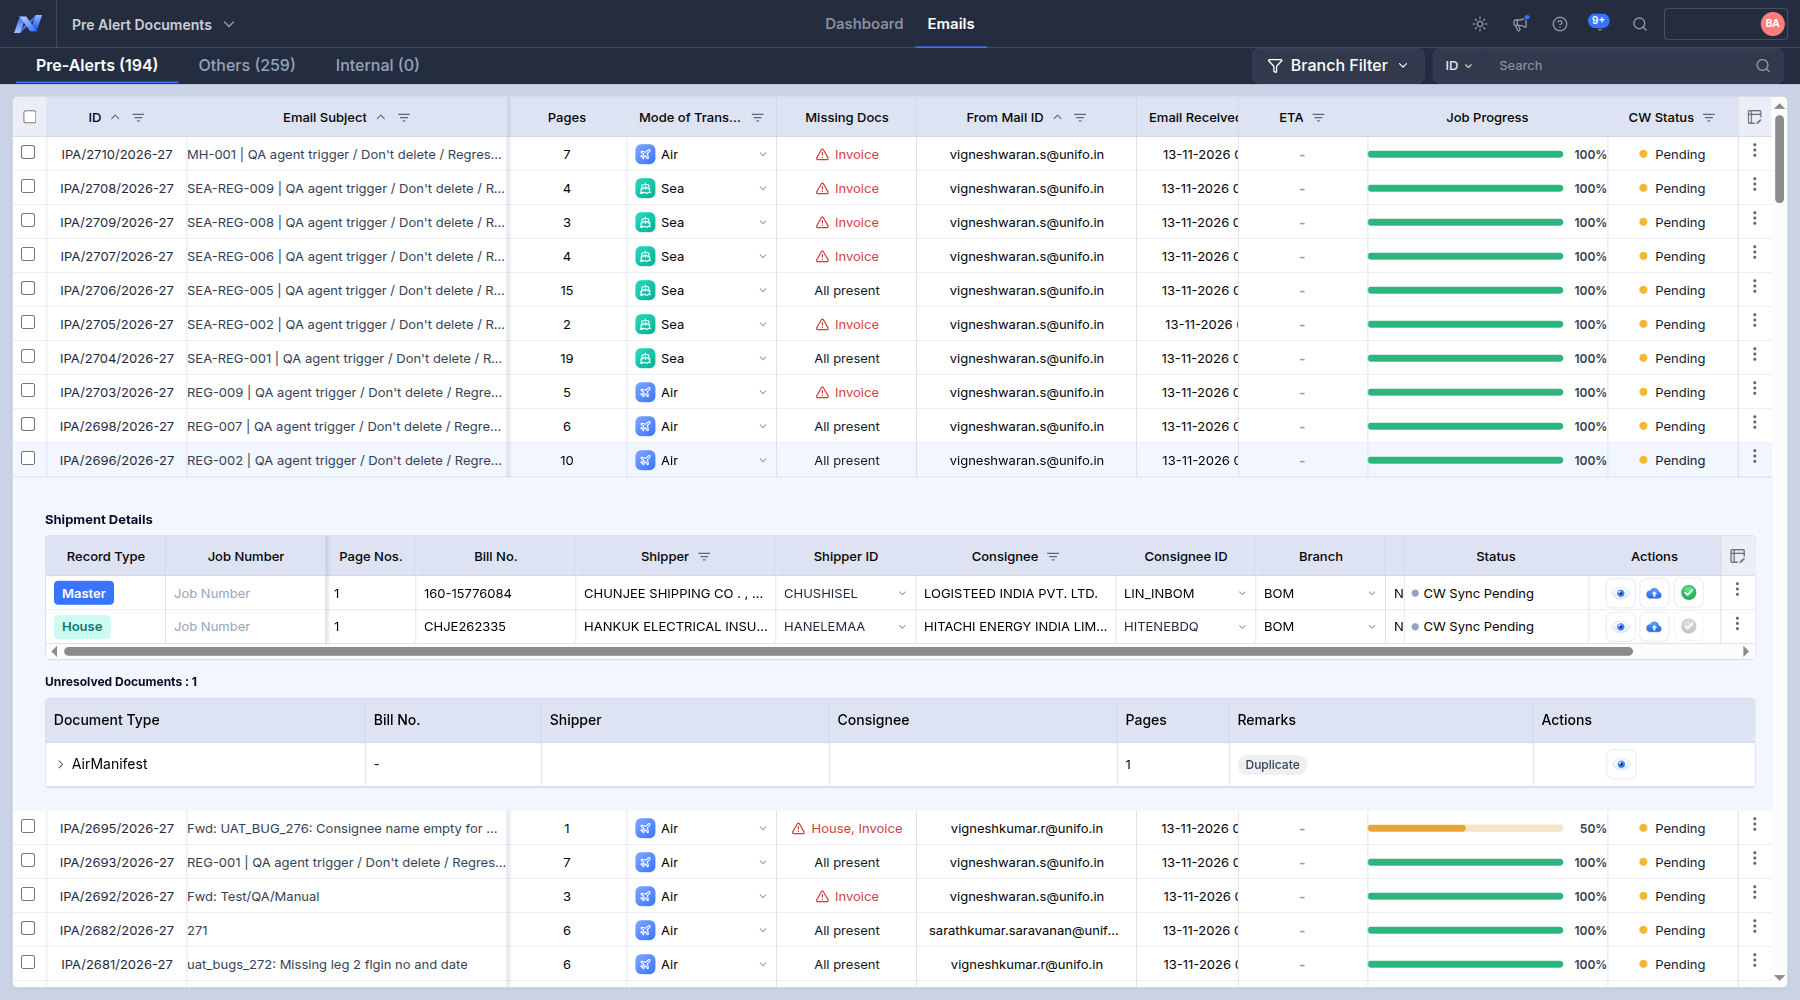 Pre Alert Documents Dashboard Emails 9+ BA
Pre-Alerts (194) Others (259) Internal (0) Branch Filter ID Search
ID Email Subject Pages Mode of Trans... Missing Docs From Mail ID Email Received ETA Job Progress CW Status
IPA/2710/2026-27 MH-001 | QA agent trigger / Don't delete / Regres... 7 Air Invoice vigneshwaran.s@unifo.in 13-11-2026 - 100% Pending
IPA/2708/2026-27 SEA-REG-009 | QA agent trigger / Don't delete / R... 4 Sea Invoice vigneshwaran.s@unifo.in 13-11-2026 - 100% Pending
IPA/2709/2026-27 SEA-REG-008 | QA agent trigger / Don't delete / R... 3 Sea Invoice vigneshwaran.s@unifo.in 13-11-2026 - 100% Pending
IPA/2707/2026-27 SEA-REG-006 | QA agent trigger / Don't delete / R... 4 Sea Invoice vigneshwaran.s@unifo.in 13-11-2026 - 100% Pending
IPA/2706/2026-27 SEA-REG-005 | QA agent trigger / Don't delete / R... 15 Sea All present vigneshwaran.s@unifo.in 13-11-2026 - 100% Pending
IPA/2705/2026-27 SEA-REG-002 | QA agent trigger / Don't delete / R... 2 Sea Invoice vigneshwaran.s@unifo.in 13-11-2026 - 100% Pending
IPA/2704/2026-27 SEA-REG-001 | QA agent trigger / Don't delete / R... 19 Sea All present vigneshwaran.s@unifo.in 13-11-2026 - 100% Pending
IPA/2703/2026-27 REG-009 | QA agent trigger / Don't delete / Regre... 5 Air Invoice vigneshwaran.s@unifo.in 13-11-2026 - 100% Pending
IPA/2698/2026-27 REG-007 | QA agent trigger / Don't delete / Regre... 6 Air All present vigneshwaran.s@unifo.in 13-11-2026 - 100% Pending
IPA/2696/2026-27 REG-002 | QA agent trigger / Don't delete / Regre... 10 Air All present vigneshwaran.s@unifo.in 13-11-2026 - 100% Pending
Shipment Details
Record Type Job Number Page Nos. Bill No. Shipper Shipper ID Consignee Consignee ID Branch Status Actions
Master Job Number 1 160-15776084 CHUNJEE SHIPPING CO . , ... CHUSHISEL LOGISTEED INDIA PVT. LTD. LIN_INBOM BOM N CW Sync Pending
House Job Number 1 CHJE262335 HANKUK ELECTRICAL INSU... HANELEMAA HITACHI ENERGY INDIA LIM... HITENEBDQ BOM N CW Sync Pending
Unresolved Documents : 1
Document Type Bill No. Shipper Consignee Pages Remarks Actions
AirManifest - 1 Duplicate
IPA/2695/2026-27 Fwd: UAT_BUG_276: Consignee name empty for ... 1 Air House, Invoice vigneshkumar.r@unifo.in 13-11-2026 - 50% Pending
IPA/2693/2026-27 REG-001 | QA agent trigger / Don't delete / Regres... 7 Air All present vigneshwaran.s@unifo.in 13-11-2026 - 100% Pending
IPA/2692/2026-27 Fwd: Test/QA/Manual 3 Air Invoice vigneshwaran.s@unifo.in 13-11-2026 - 100% Pending
IPA/2682/2026-27 271 6 Air All present sarathkumar.saravanan@unif... 13-11-2026 - 100% Pending
IPA/2681/2026-27 uat_bugs_272: Missing leg 2 flgin no and date 6 Air All present vigneshkumar.r@unifo.in 13-11-2026 - 100% Pending